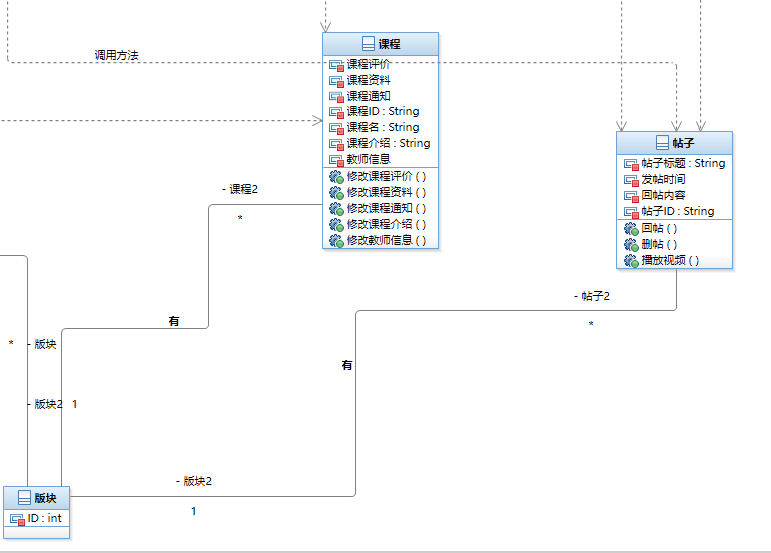 调用方法
课程
课程评价
课程资料
课程通知
课程ID : String
课程名 : String
课程介绍 : String
教师信息
修改课程评价 ( )
修改课程资料 ( )
修改课程通知 ( )
修改课程介绍 ( )
修改教师信息 ( )
帖子
帖子标题 : String
发帖时间
回帖内容
帖子ID : String
回帖 ( )
删帖 ( )
播放视频 ( )
- 课程2
*
有
- 帖子2
*
有
* - 版块
- 版块2 1
- 版块2
1
版块
ID : int